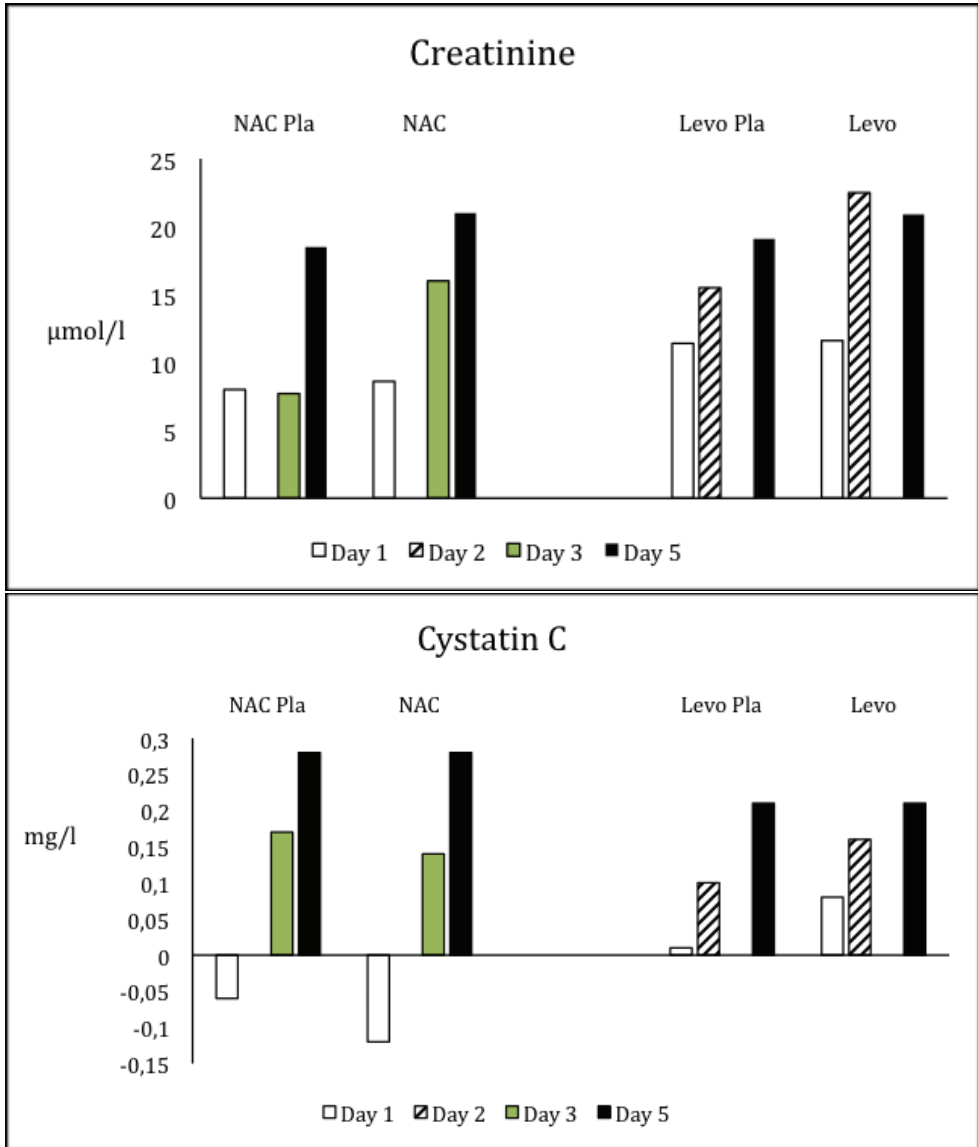 Creatinine
NAC Pla NAC Levo Pla Levo
25
20
15
µmol/l
10
5
0
Day 1 Day 2 Day 3 Day 5
Cystatin C
NAC Pla NAC Levo Pla Levo
0,3
0,25
0,2
mg/l
0,15
0,1
0,05
0
-0,05
-0,1
-0,15
Day 1 Day 2 Day 3 Day 5